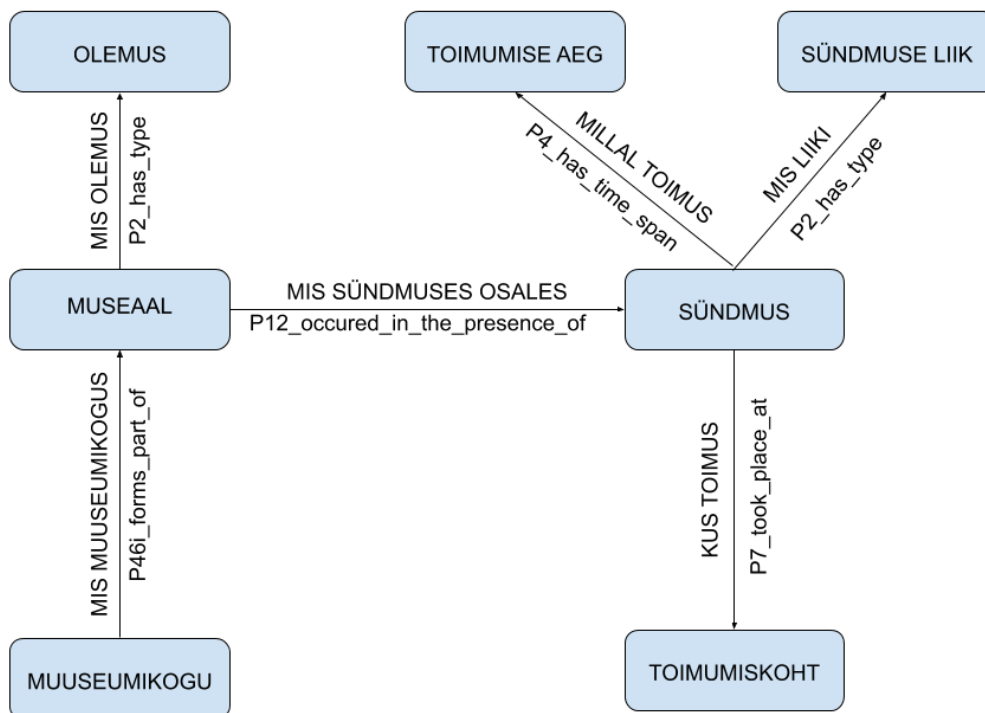 OLEMUS
TOIMUMISE AEG
SÜNDMUSE LIIK
MIS OLEMUS
P2_has_type
MILLAL TOIMUS
P4_has_time_span
MIS LIIKI
P2_has_type
MUSEAAL
MIS SÜNDMUSES OSALES
P12_occured_in_the_presence_of
SÜNDMUS
MIS MUUSEUMIKOGUS
P46i_forms_part_of
KUS TOIMUS
P7_took_place_at
MUUSEUMIKOGU
TOIMUMISKOHT